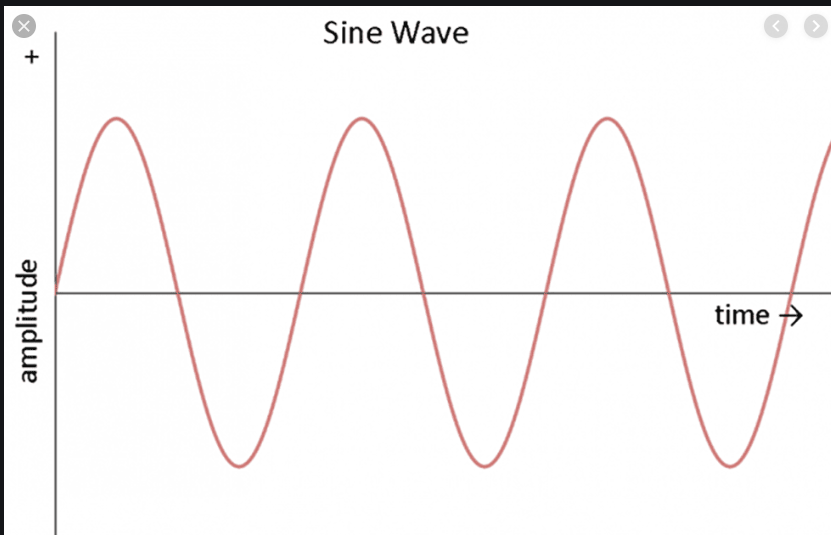 Sine Wave
+
amplitude
time →